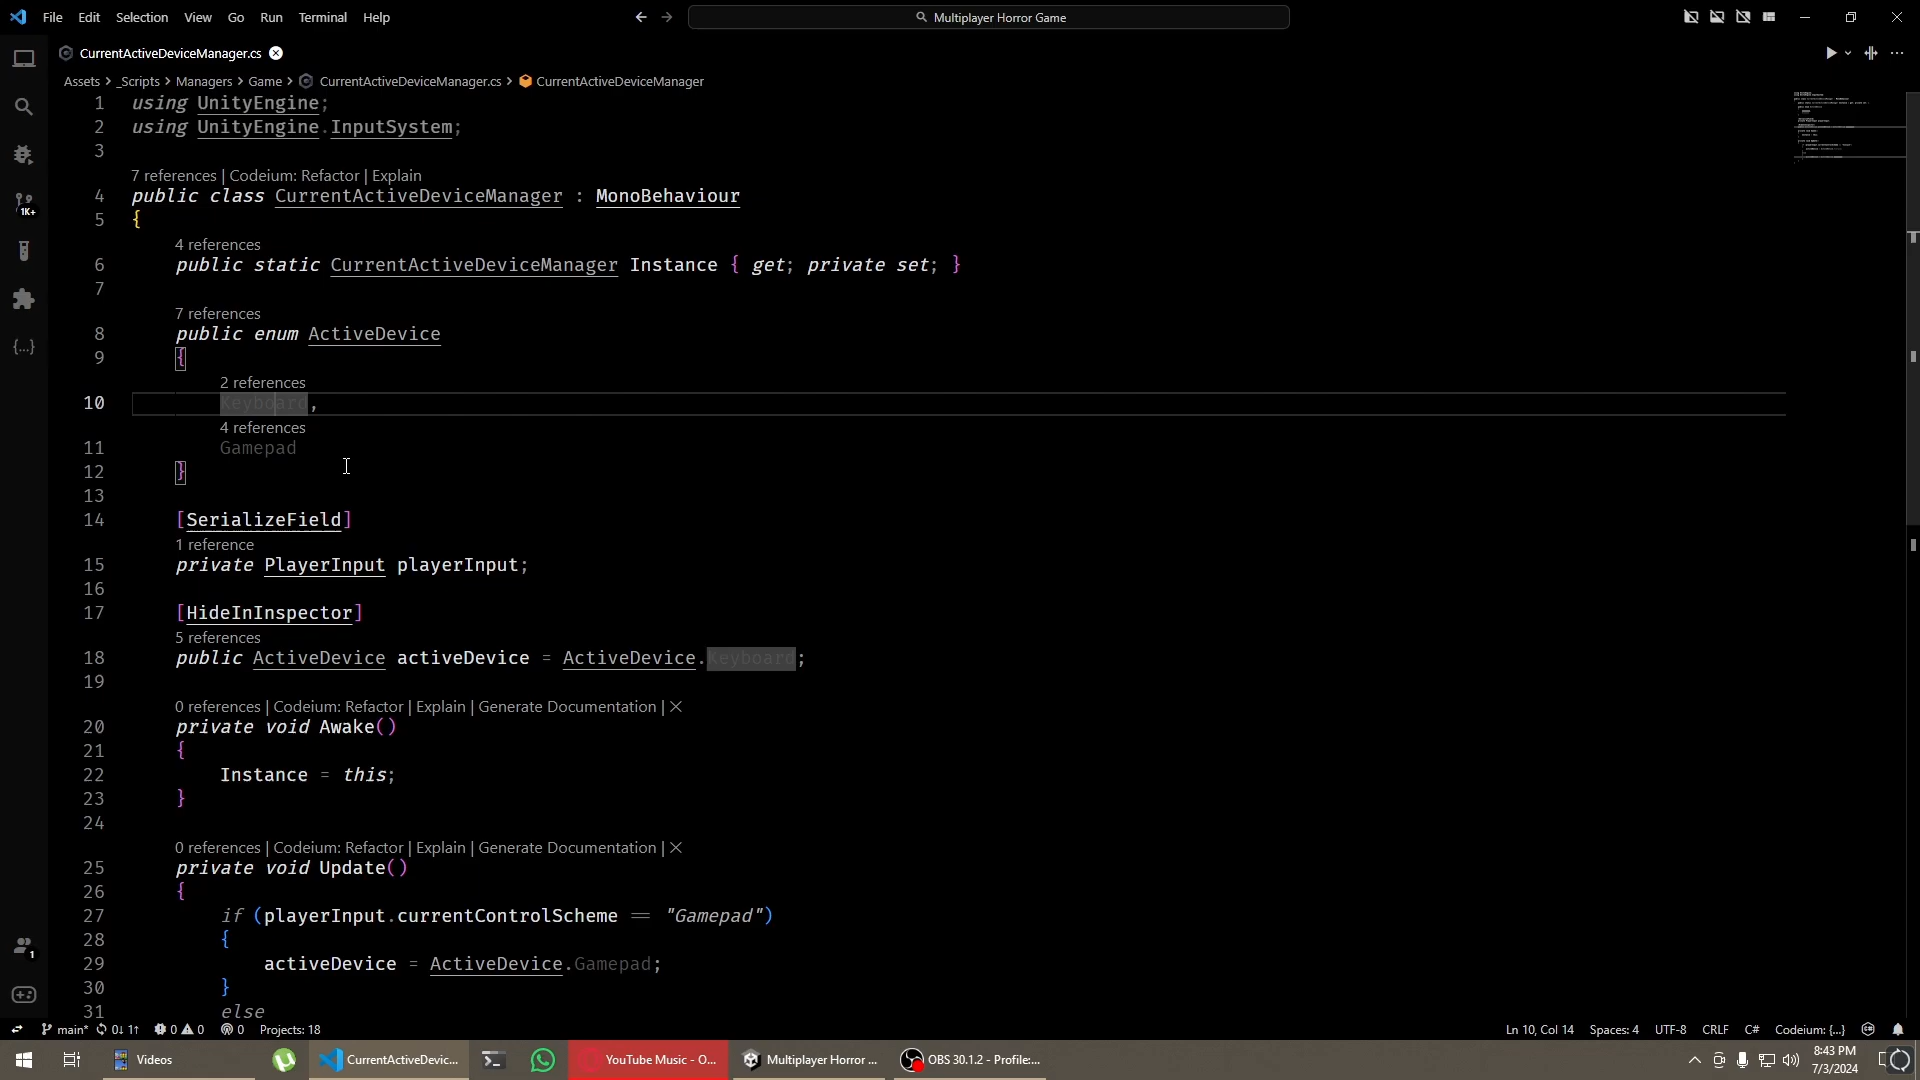 File Edit Selection View Go Run Terminal Help
Multiplayer Horror Game
CurrentActiveDeviceManager.cs
Assets > _Scripts > Managers > Game > CurrentActiveDeviceManager.cs > CurrentActiveDeviceManager
1 using UnityEngine;
2 using UnityEngine.InputSystem;
3
7 references | Codeium: Refactor | Explain
4 public class CurrentActiveDeviceManager : MonoBehaviour
5 {
4 references
6 public static CurrentActiveDeviceManager Instance { get; private set; }
7
7 references
8 public enum ActiveDevice
9 {
2 references
10 Keyboard,
4 references
11 Gamepad
12 }
13
14 [SerializeField]
1 reference
15 private PlayerInput playerInput;
16
17 [HideInInspector]
5 references
18 public ActiveDevice activeDevice = ActiveDevice.Keyboard;
19
0 references | Codeium: Refactor | Explain | Generate Documentation | ✕
20 private void Awake()
21 {
22 Instance = this;
23 }
24
0 references | Codeium: Refactor | Explain | Generate Documentation | ✕
25 private void Update()
26 {
27 if (playerInput.currentControlScheme == "Gamepad")
28 {
29 activeDevice = ActiveDevice.Gamepad;
30 }
31 else
1K+
1
main* 0↓ 1↑ 0 0 0 Projects: 18
Ln 10, Col 14 Spaces: 4 UTF-8 CRLF C# Codeium: {...}
Videos
CurrentActiveDevic...
YouTube Music - O...
Multiplayer Horror ...
OBS 30.1.2 - Profile:...
8:43 PM
7/3/2024